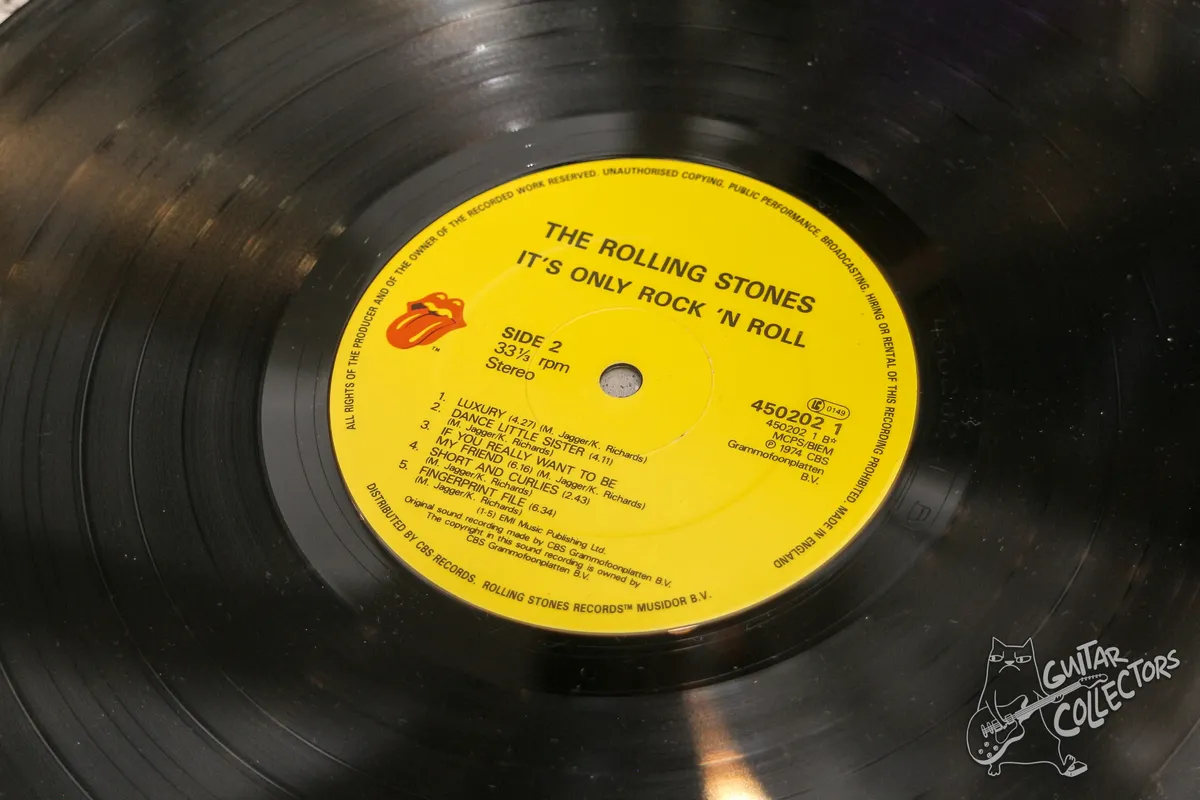 ALL RIGHTS OF THE PRODUCER AND OF THE OWNER OF THE RECORDED WORK RESERVED. UNAUTHORISED COPYING, PUBLIC PERFORMANCE, BROADCASTING, HIRING OR RENTAL OF THIS RECORDING PROHIBITED. MADE IN ENGLAND
THE ROLLING STONES
IT'S ONLY ROCK 'N ROLL
TM
SIDE 2
33⅓ rpm
Stereo
LC 0149
450202 1
450202 1 B☆
MCPS/BIEM
℗ 1974 CBS
Grammofoonplatten
B.V.
1. LUXURY (4.27) (M. Jagger/K. Richards)
2. DANCE LITTLE SISTER (4.11)
(M. Jagger/K. Richards)
3. IF YOU REALLY WANT TO BE
MY FRIEND (6.16) (M. Jagger/K. Richards)
4. SHORT AND CURLIES (2.43)
(M. Jagger/K. Richards)
5. FINGERPRINT FILE (6.34)
(M. Jagger/K. Richards)
(1-5) EMI Music Publishing Ltd.
Original sound recording made by CBS Grammofoonplatten B.V.
The copyright in this sound recording is owned by
CBS Grammofoonplatten B.V.
DISTRIBUTED BY CBS RECORDS. ROLLING STONES RECORDS™ MUSIDOR B.V.
GUITAR
COLLECTORS